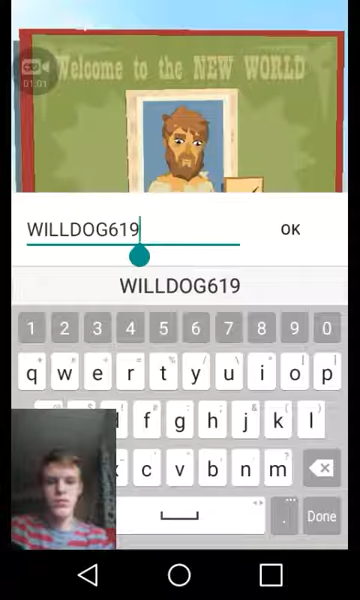 Welcome to the NEW WORLD
01:01
WILLDOG619
OK
WILLDOG619
1 2 3 4 5 6 7 8 9 0
q w e r t y u i o p
f g h j k l
c v b n m
. Done